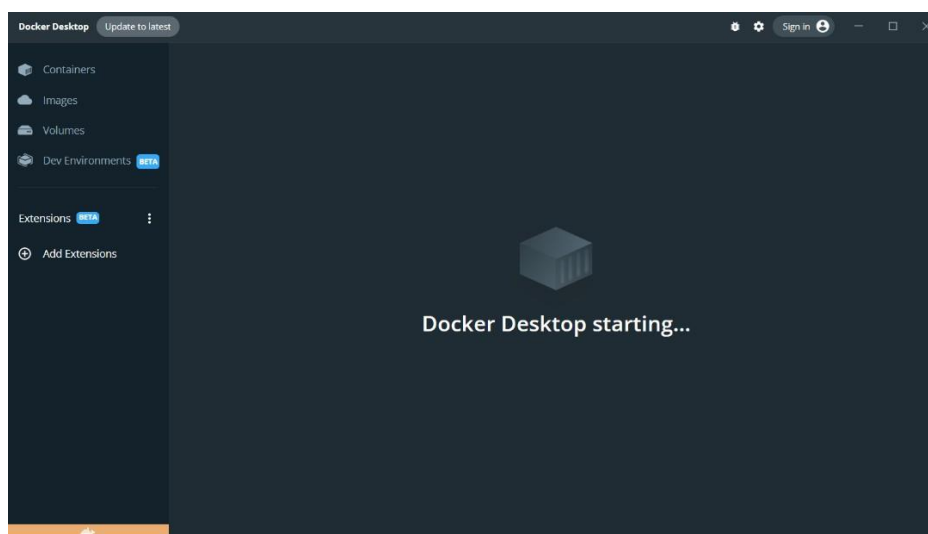 Docker Desktop Update to latest Sign in
Containers
Images
Volumes
Dev Environments BETA
Extensions BETA
Add Extensions
Docker Desktop starting...